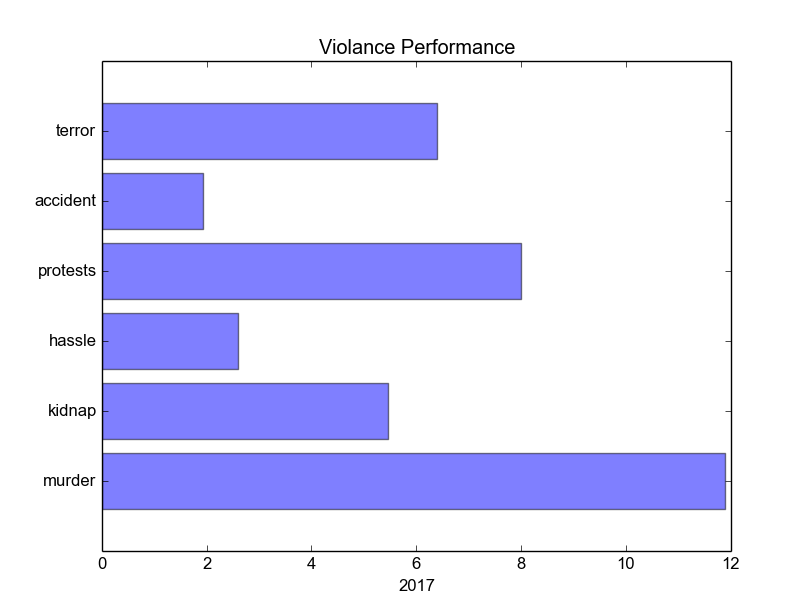 Violance Performance
terror
accident
protests
hassle
kidnap
murder
0 2 4 6 8 10 12
2017